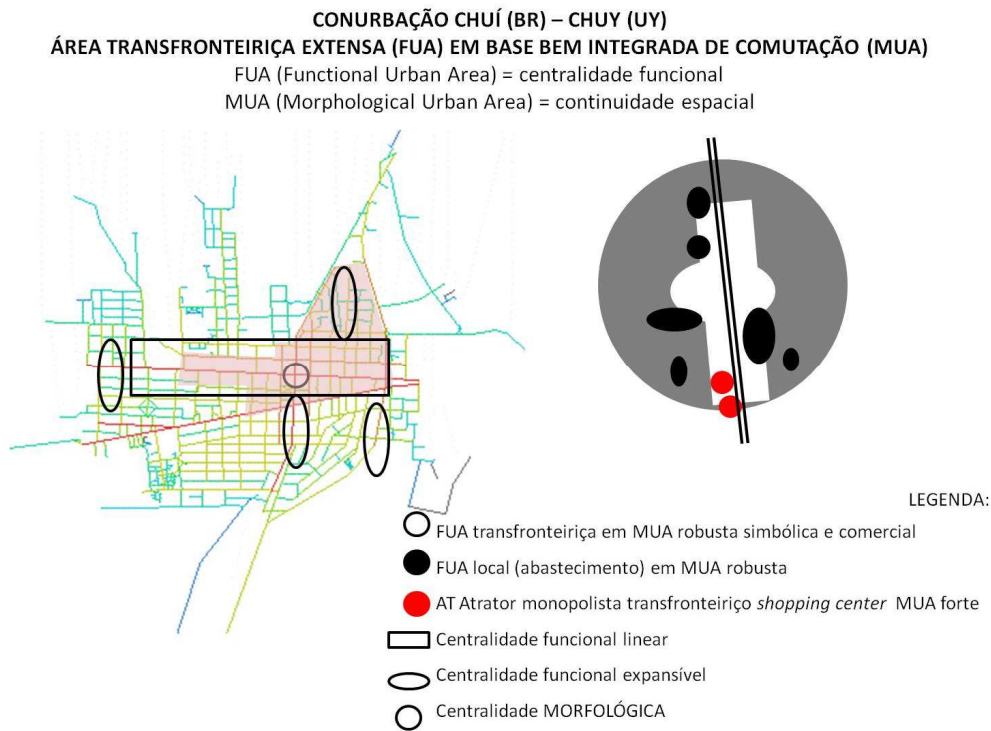 CONURBAÇÃO CHUÍ (BR) – CHUY (UY)
ÁREA TRANSFRONTEIRIÇA EXTENSA (FUA) EM BASE BEM INTEGRADA DE COMUTAÇÃO (MUA)
FUA (Functional Urban Area) = centralidade funcional
MUA (Morphological Urban Area) = continuidade espacial
LEGENDA:
FUA transfronteiriça em MUA robusta simbólica e comercial
FUA local (abastecimento) em MUA robusta
AT Atrator monopolista transfronteiriço shopping center MUA forte
Centralidade funcional linear
Centralidade funcional expansível
Centralidade MORFOLÓGICA